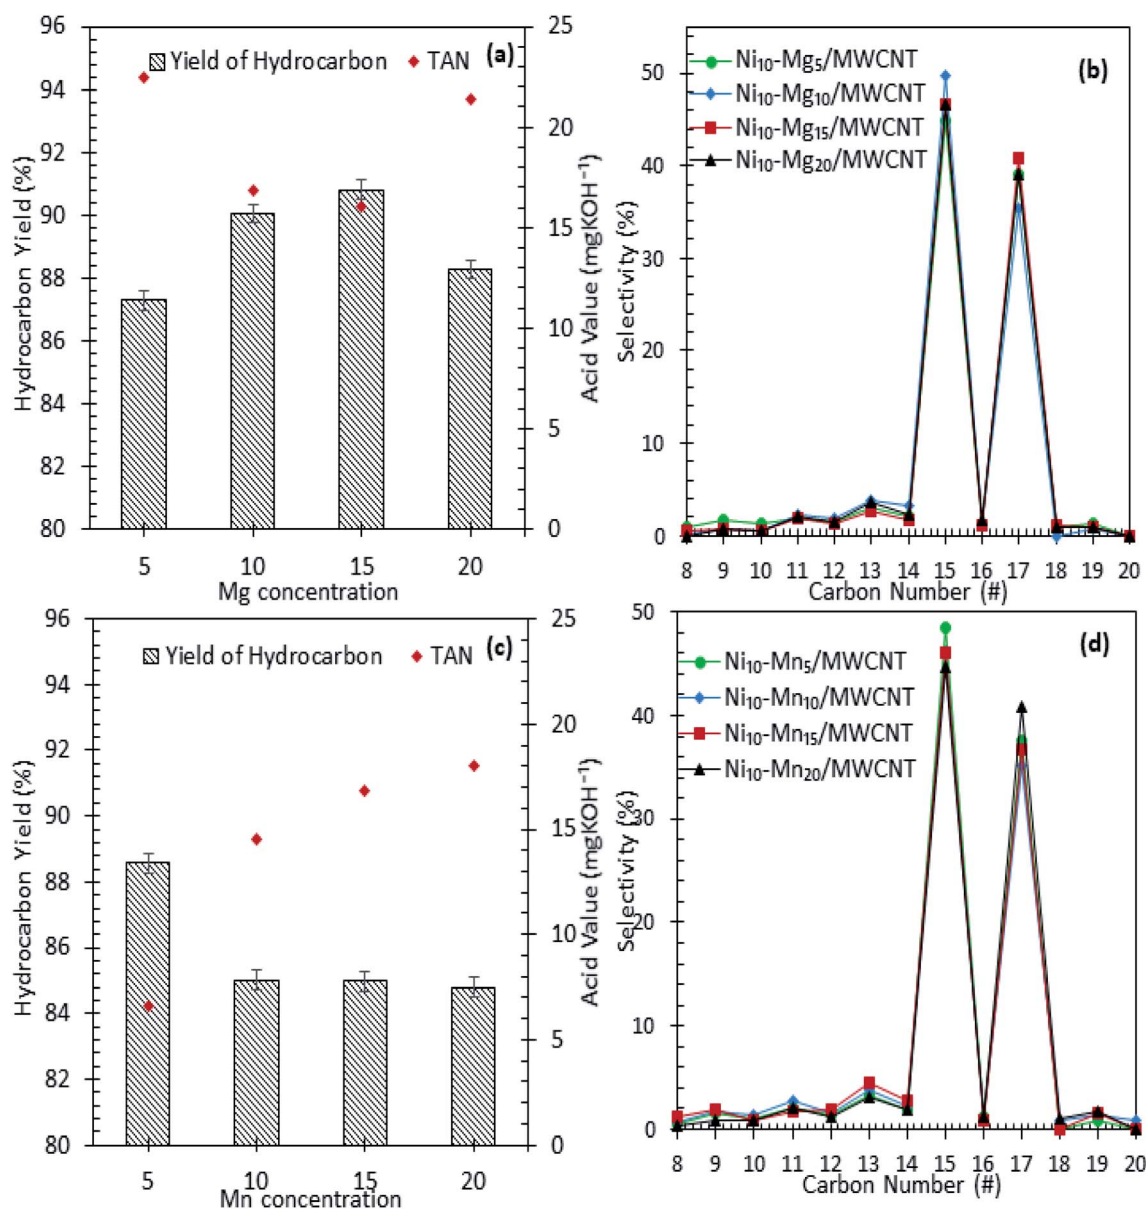 Hydrocarbon Yield (%)
96
94
92
90
88
86
84
82
80
Yield of Hydrocarbon
TAN
(a)
25
20
15
10
5
0
Acid Value (mgKOH⁻¹)
5 10 15 20
Mg concentration
Selectivity (%)
50
40
30
20
10
0
Ni₁₀-Mg₅/MWCNT
(b)
Ni₁₀-Mg₁₀/MWCNT
Ni₁₀-Mg₁₅/MWCNT
Ni₁₀-Mg₂₀/MWCNT
8 9 10 11 12 13 14 15 16 17 18 19 20
Carbon Number (#)
Hydrocarbon Yield (%)
96
94
92
90
88
86
84
82
80
Yield of Hydrocarbon
TAN
(c)
25
20
15
10
5
0
Acid Value (mgKOH⁻¹)
5 10 15 20
Mn concentration
Selectivity (%)
50
40
30
20
10
0
(d)
Ni₁₀-Mn₅/MWCNT
Ni₁₀-Mn₁₀/MWCNT
Ni₁₀-Mn₁₅/MWCNT
Ni₁₀-Mn₂₀/MWCNT
8 9 10 11 12 13 14 15 16 17 18 19 20
Carbon Number (#)